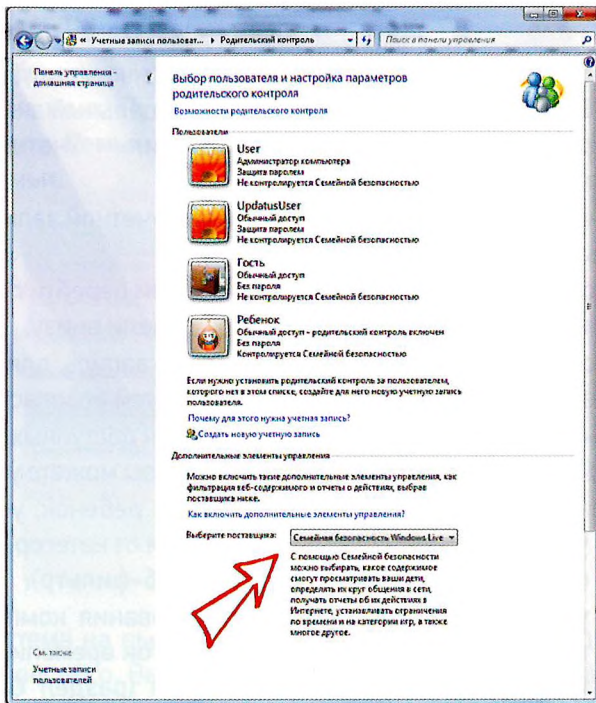 « Учетные записи пользоват... ▸ Родительский контроль
Поиск в панели управления
Панель управления -
домашняя страница
Выбор пользователя и настройка параметров
родительского контроля
Возможности родительского контроля
Пользователи
User
Администратор компьютера
Защита паролем
Не контролируется Семейной безопасностью
UpdatusUser
Обычный доступ
Защита паролем
Не контролируется Семейной безопасностью
Гость
Обычный доступ
Без пароля
Не контролируется Семейной безопасностью
Ребенок
Обычный доступ - родительский контроль включен
Без пароля
Контролируется Семейной безопасностью
Если нужно установить родительский контроль за пользователем,
которого нет в этом списке, создайте для него новую учетную запись
пользователя.
Почему для этого нужна учетная запись?
Создать новую учетную запись
Дополнительные элементы управления
Можно включить такие дополнительные элементы управления, как
фильтрация веб-содержимого и отчеты о действиях, выбрав
поставщика ниже.
Как включить дополнительные элементы управления?
Выберите поставщика:
Семейная безопасность Windows Live
С помощью Семейной безопасности
можно выбирать, какое содержимое
смогут просматривать ваши дети,
определять их круг общения в сети,
получать отчеты об их действиях в
Интернете, устанавливать ограничения
по времени и на категории игр, а также
многое другое.
См. также
Учетные записи
пользователей